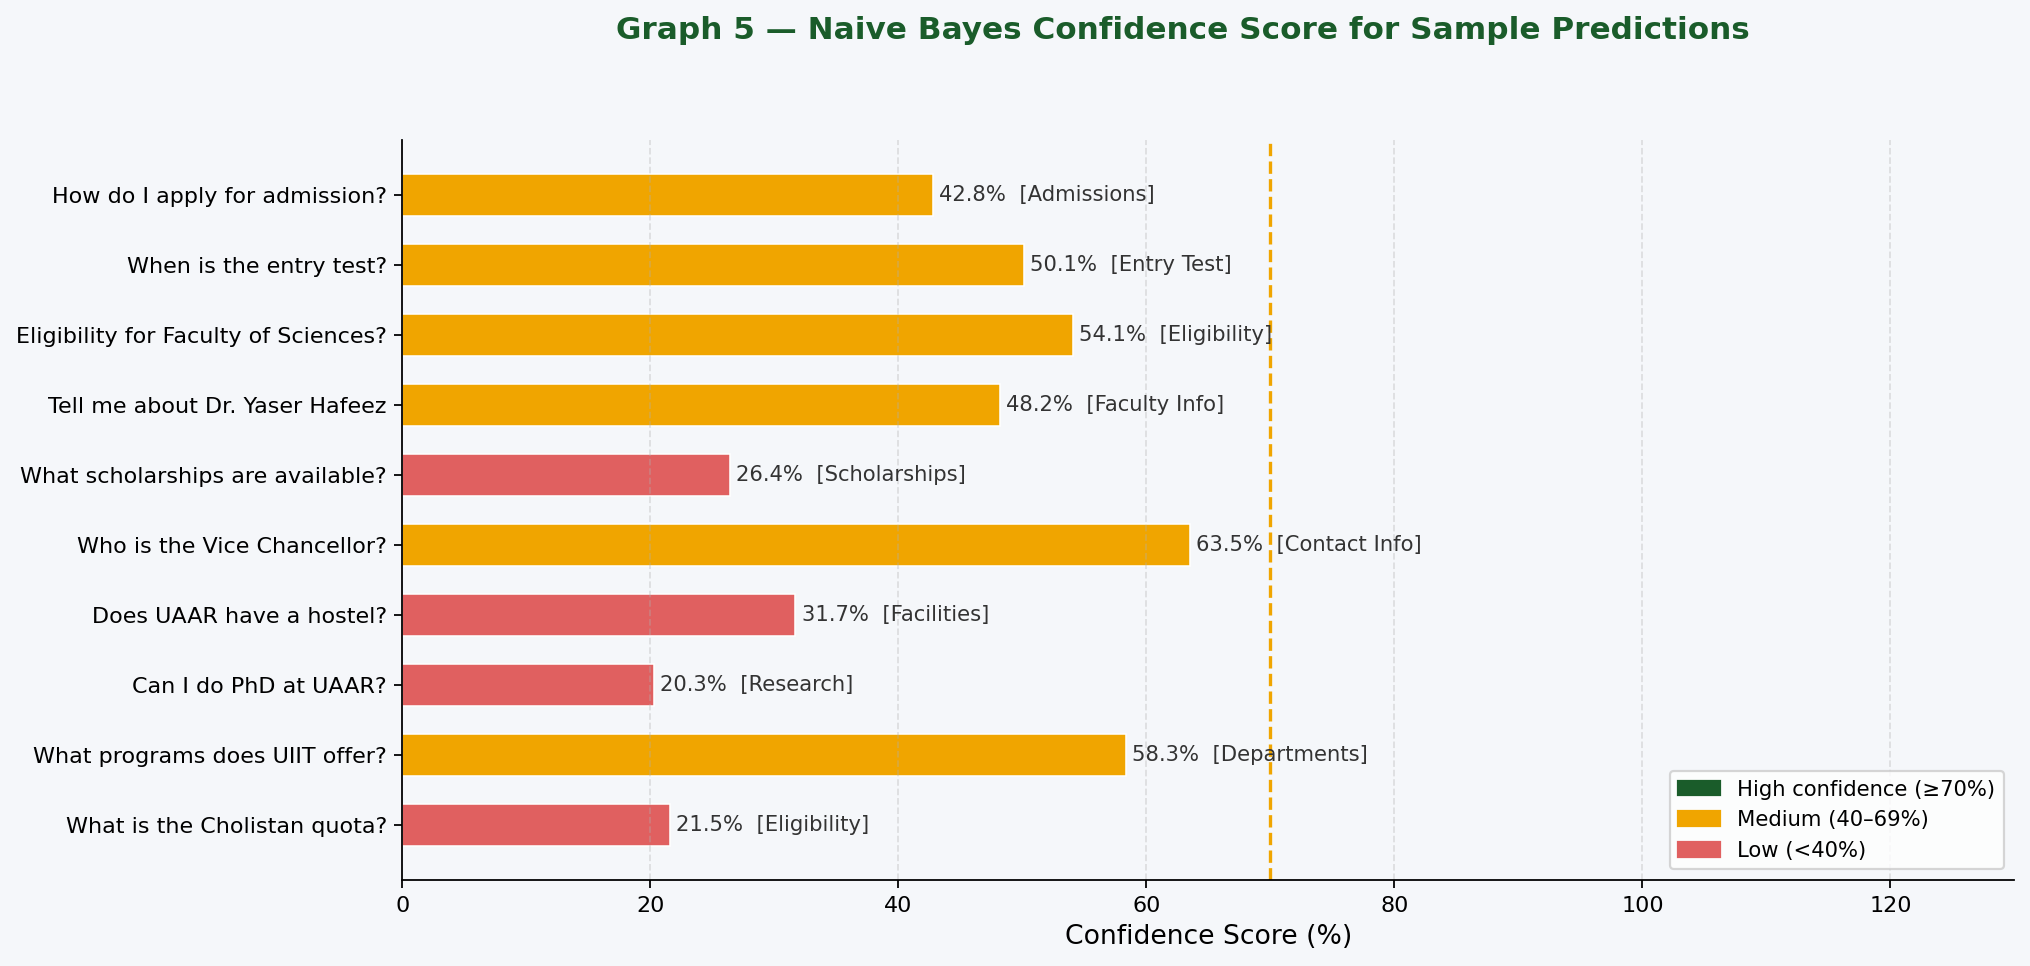 Graph 5 — Naive Bayes Confidence Score for Sample Predictions
How do I apply for admission? 42.8% [Admissions]
When is the entry test? 50.1% [Entry Test]
Eligibility for Faculty of Sciences? 54.1% [Eligibility]
Tell me about Dr. Yaser Hafeez 48.2% [Faculty Info]
What scholarships are available? 26.4% [Scholarships]
Who is the Vice Chancellor? 63.5% [Contact Info]
Does UAAR have a hostel? 31.7% [Facilities]
Can I do PhD at UAAR? 20.3% [Research]
What programs does UIIT offer? 58.3% [Departments]
What is the Cholistan quota? 21.5% [Eligibility]
High confidence (≥70%)
Medium (40–69%)
Low (<40%)
0 20 40 60 80 100 120
Confidence Score (%)